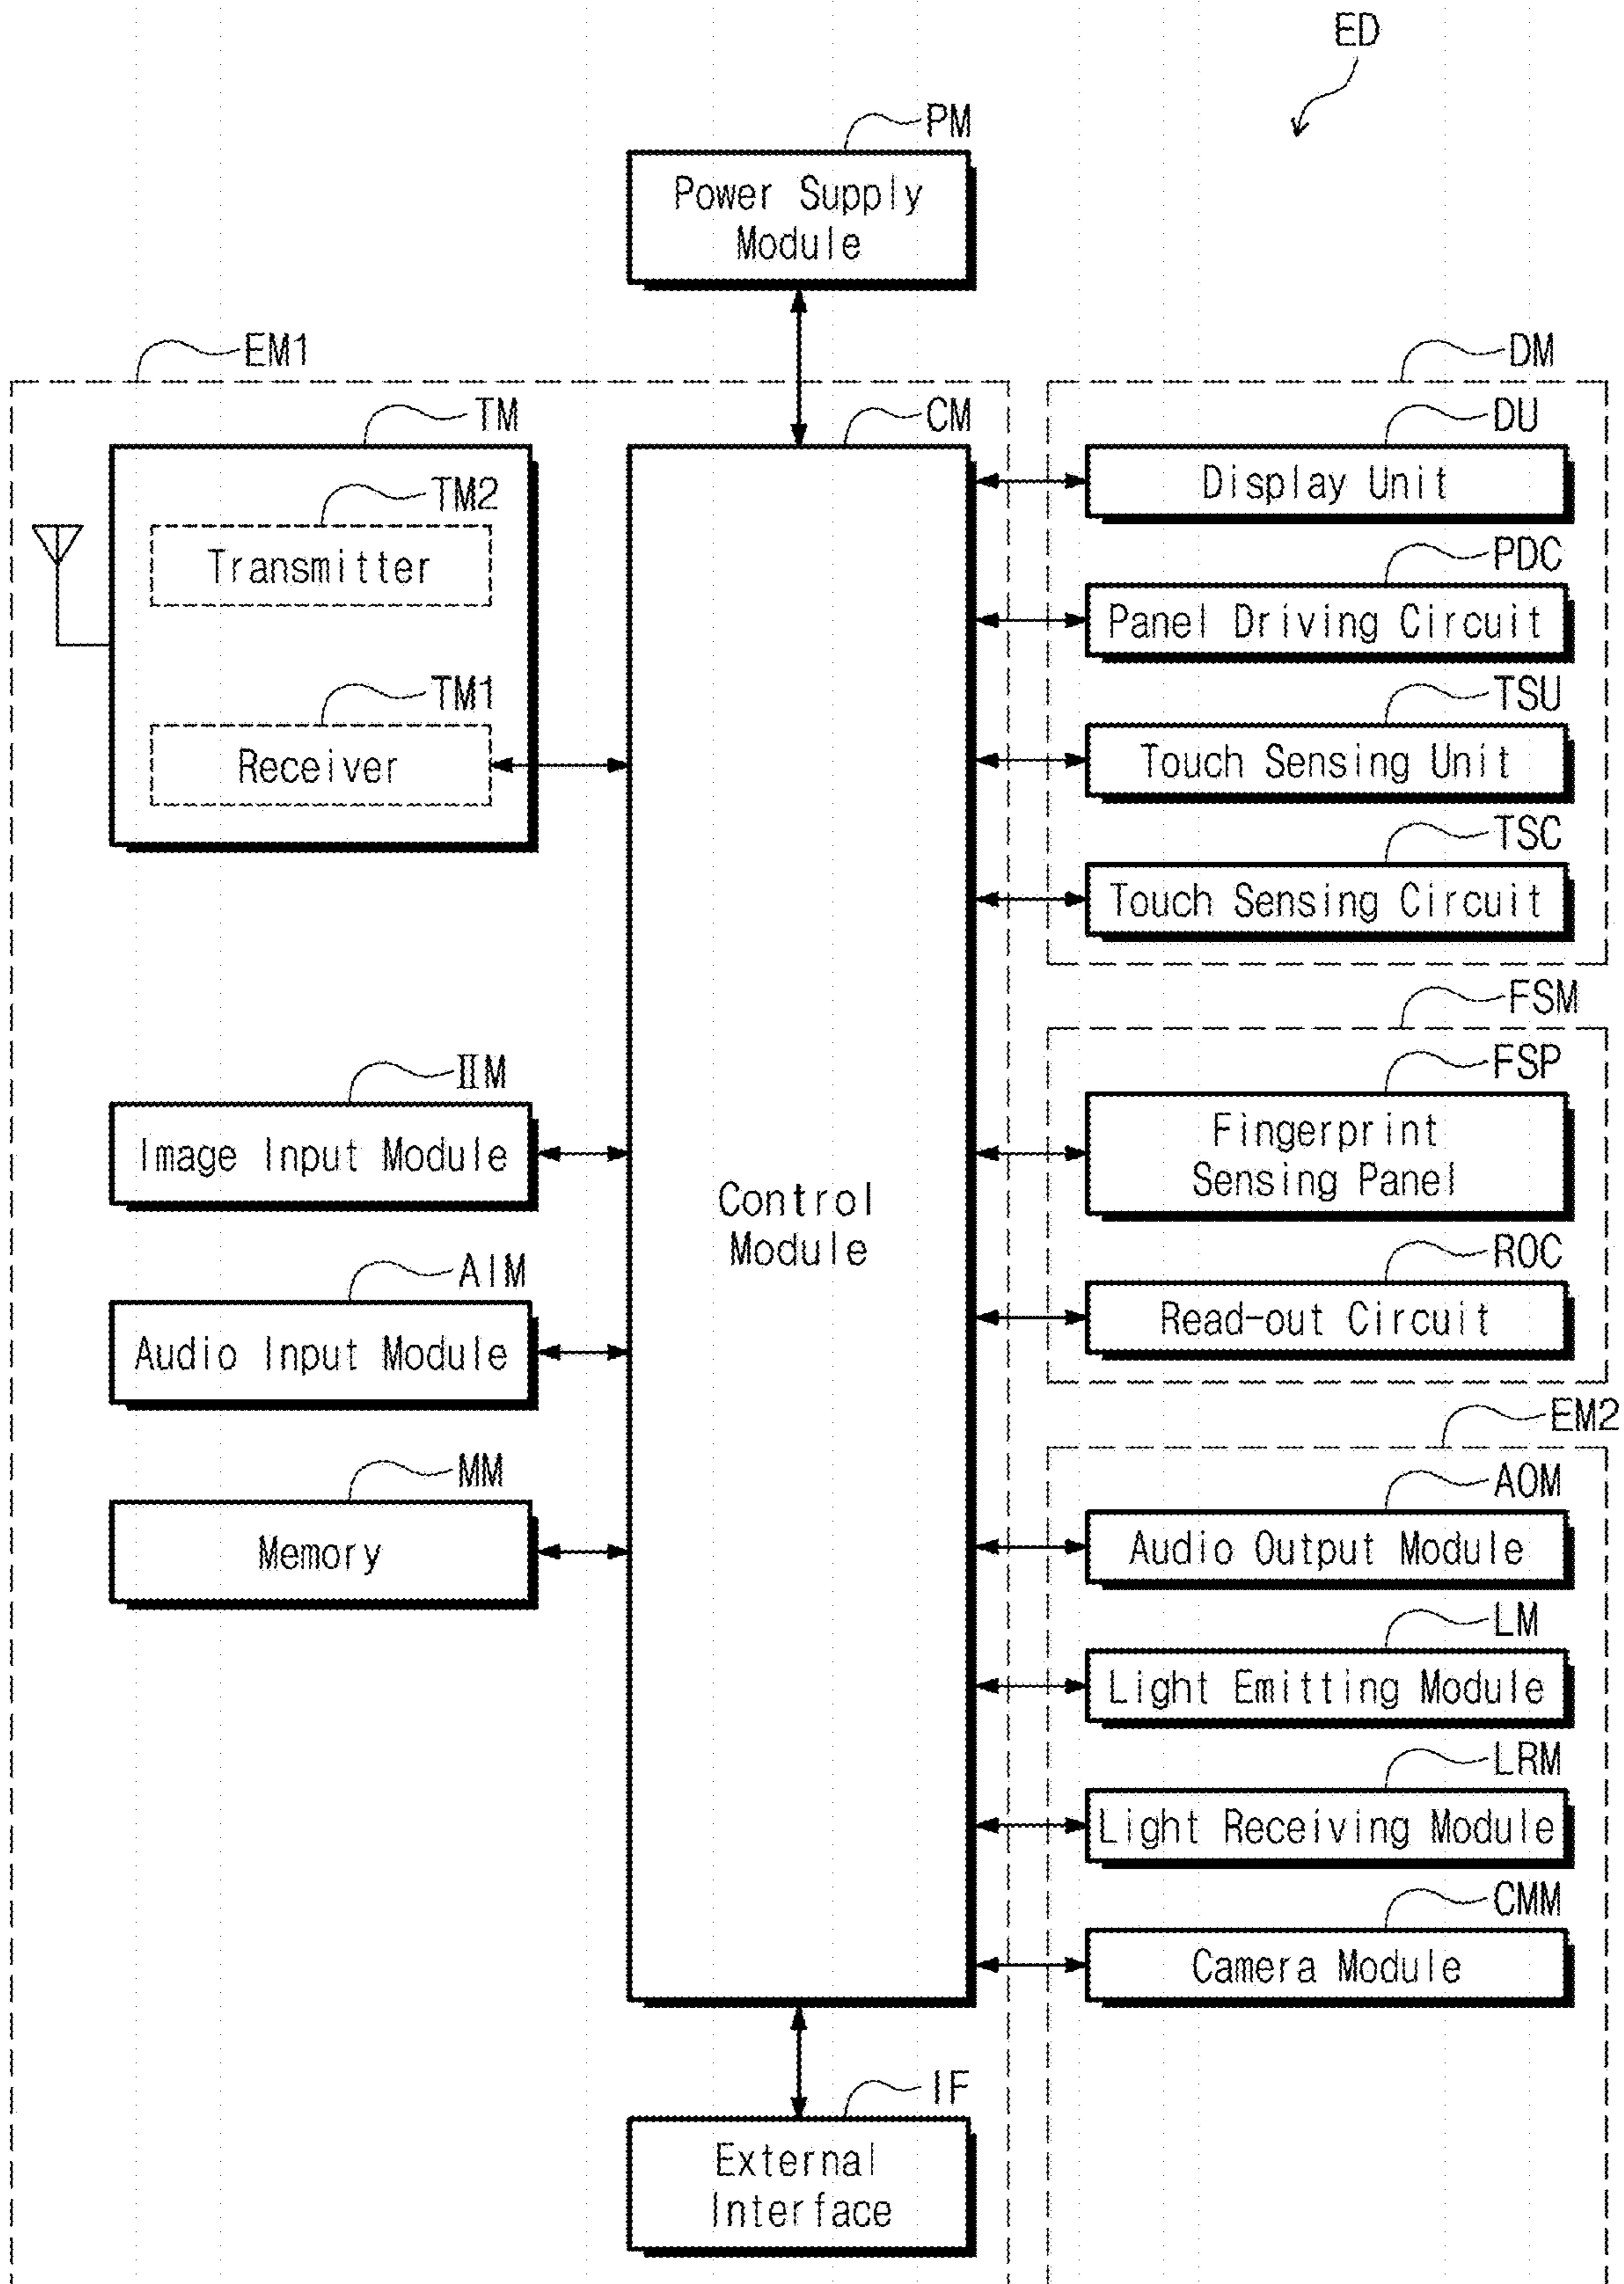 ED
PM
Power Supply
Module
EM1
DM
TM
CM
DU
TM2
Display Unit
Transmitter
PDC
Panel Driving Circuit
TM1
TSU
Receiver
Touch Sensing Unit
TSC
Touch Sensing Circuit
FSM
IIM
FSP
Image Input Module
Fingerprint
Sensing Panel
Control
Module
AIM
ROC
Audio Input Module
Read-out Circuit
EM2
MM
AOM
Memory
Audio Output Module
LM
Light Emitting Module
LRM
Light Receiving Module
CMM
Camera Module
IF
External
Interface